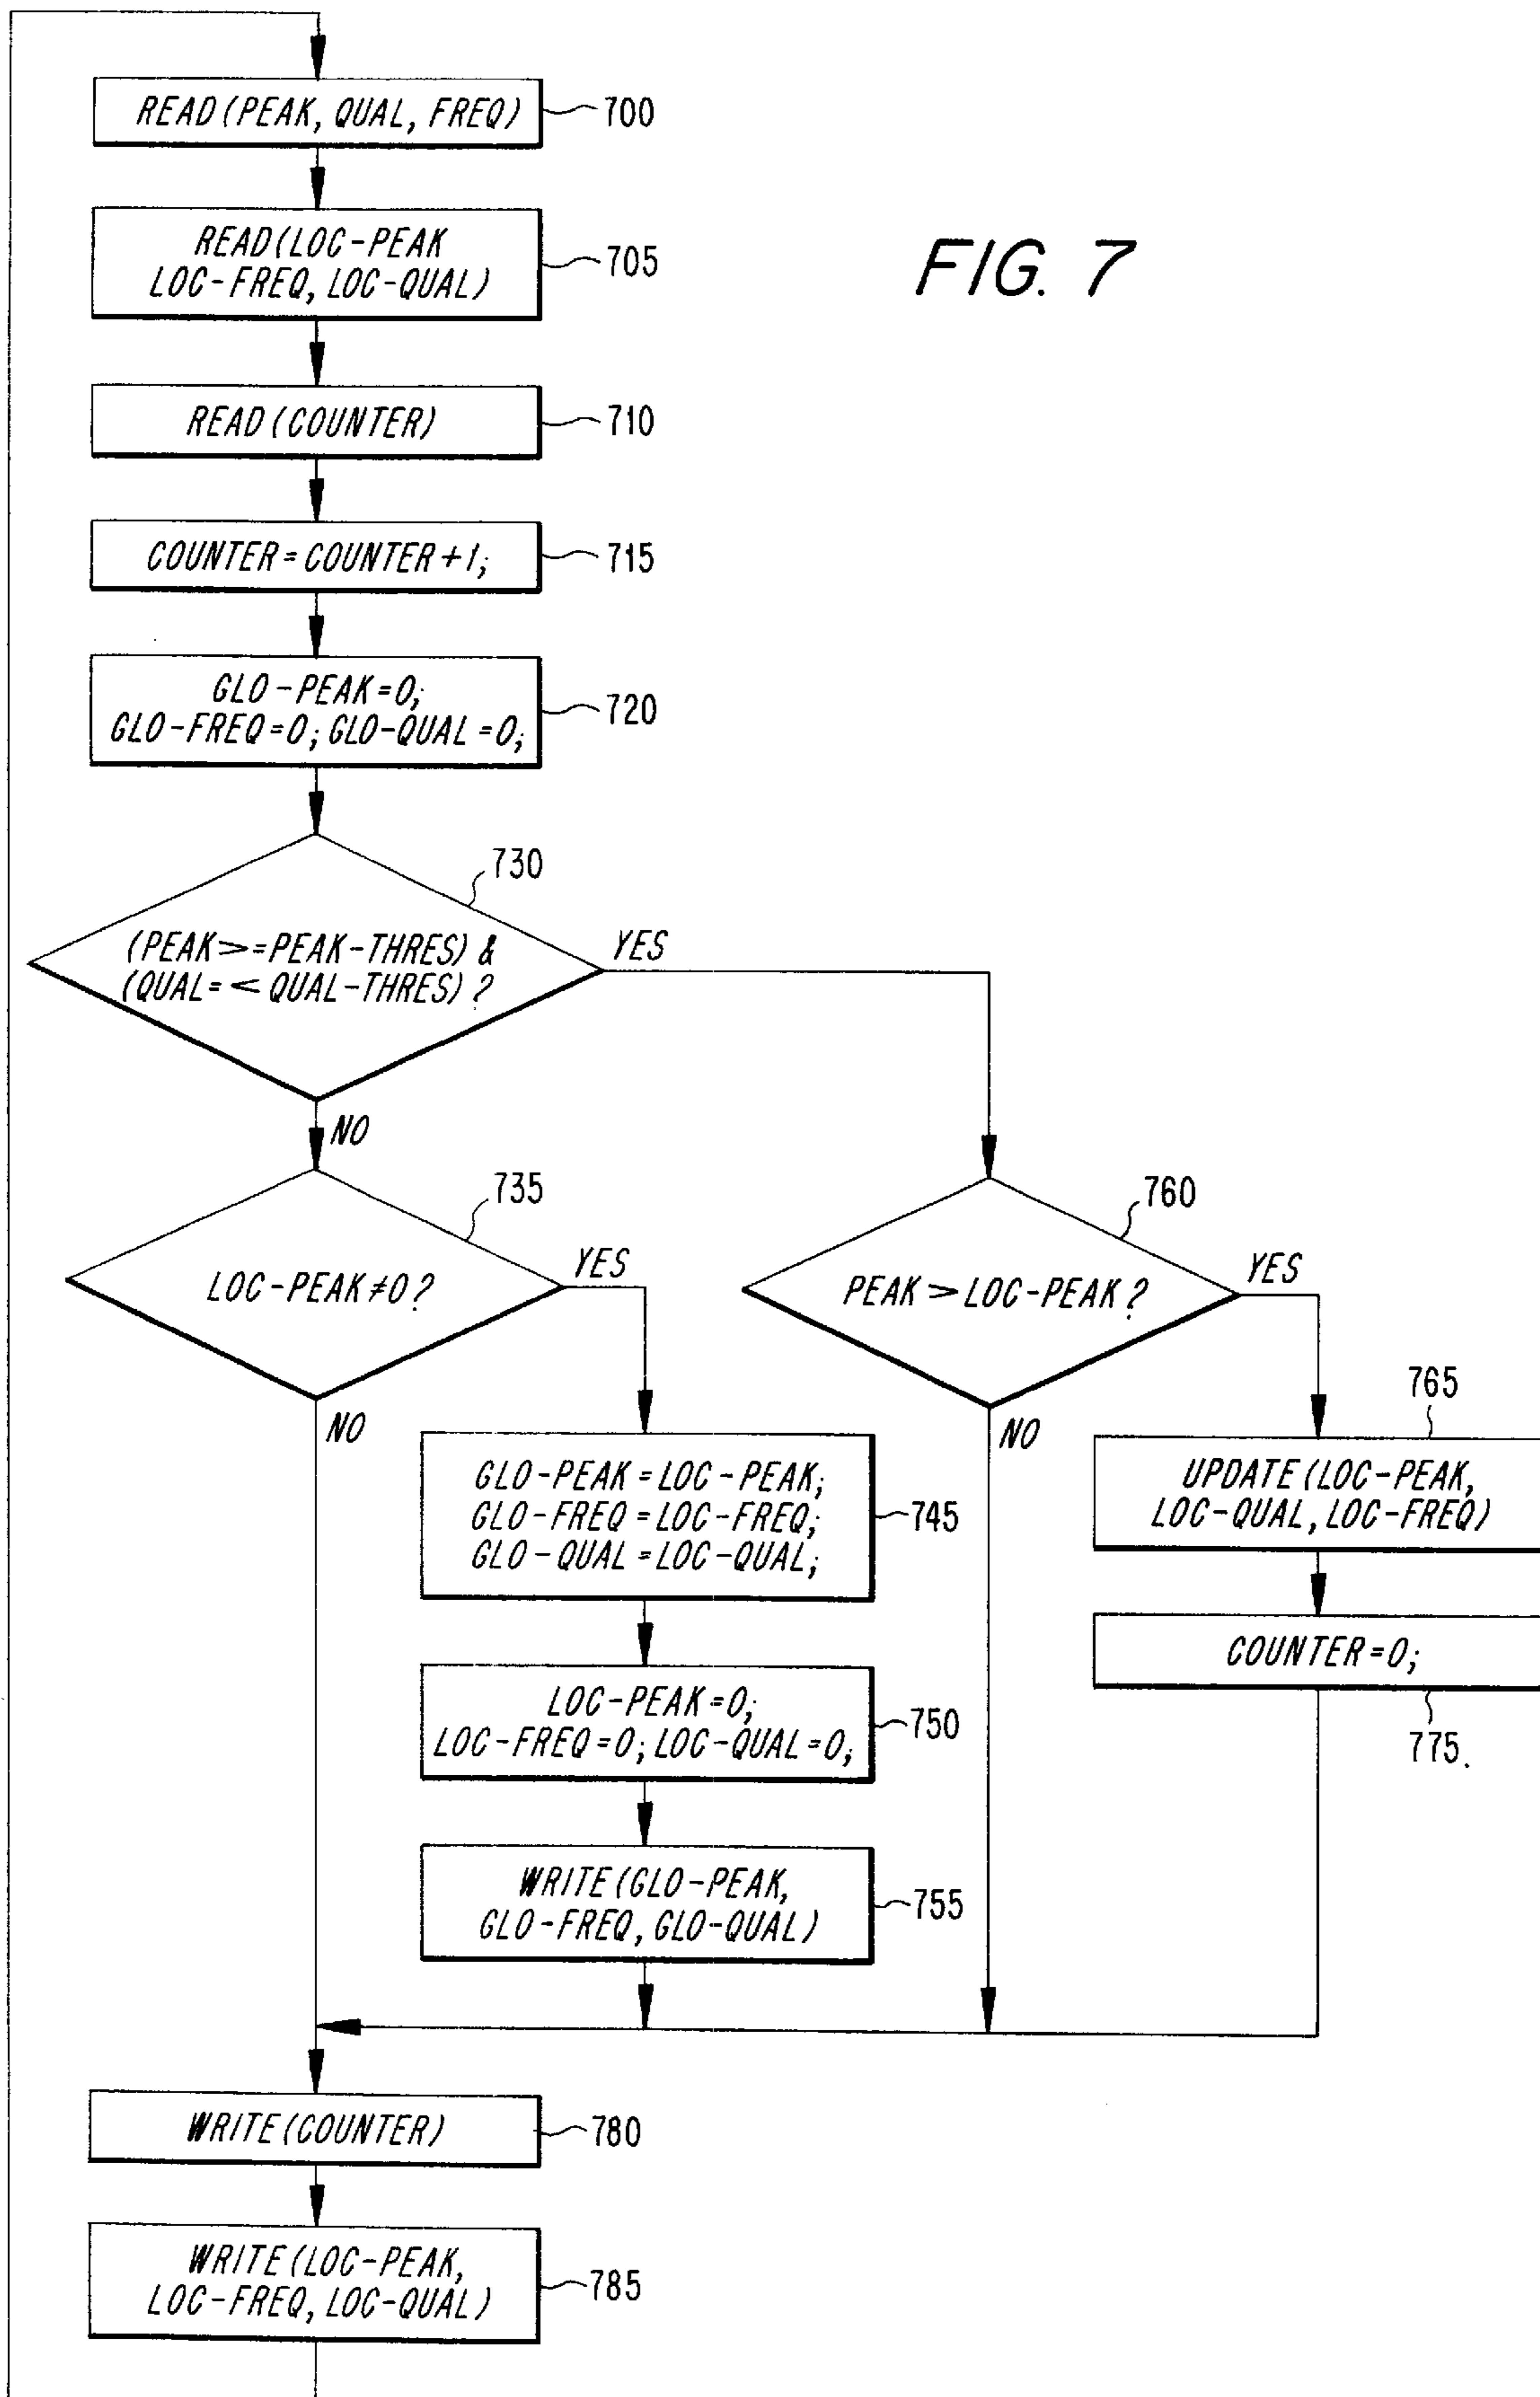 READ(PEAK, QUAL, FREQ)
700
READ(LOC-PEAK
LOC-FREQ, LOC-QUAL)
705
FIG. 7
READ(COUNTER)
710
COUNTER=COUNTER+1;
715
GLO-PEAK=0;
GLO-FREQ=0; GLO-QUAL=0;
720
730
(PEAK>=PEAK-THRES) &
(QUAL=< QUAL-THRES) ?
YES
NO
735
LOC-PEAK≠0?
YES
NO
760
PEAK > LOC-PEAK?
YES
NO
GLO-PEAK=LOC-PEAK;
GLO-FREQ=LOC-FREQ;
GLO-QUAL=LOC-QUAL;
745
765
UPDATE(LOC-PEAK,
LOC-QUAL, LOC-FREQ)
COUNTER=0;
775.
LOC-PEAK=0;
LOC-FREQ=0; LOC-QUAL=0;
750
WRITE(GLO-PEAK,
GLO-FREQ, GLO-QUAL)
755
WRITE(COUNTER)
780
WRITE(LOC-PEAK,
LOC-FREQ, LOC-QUAL)
785